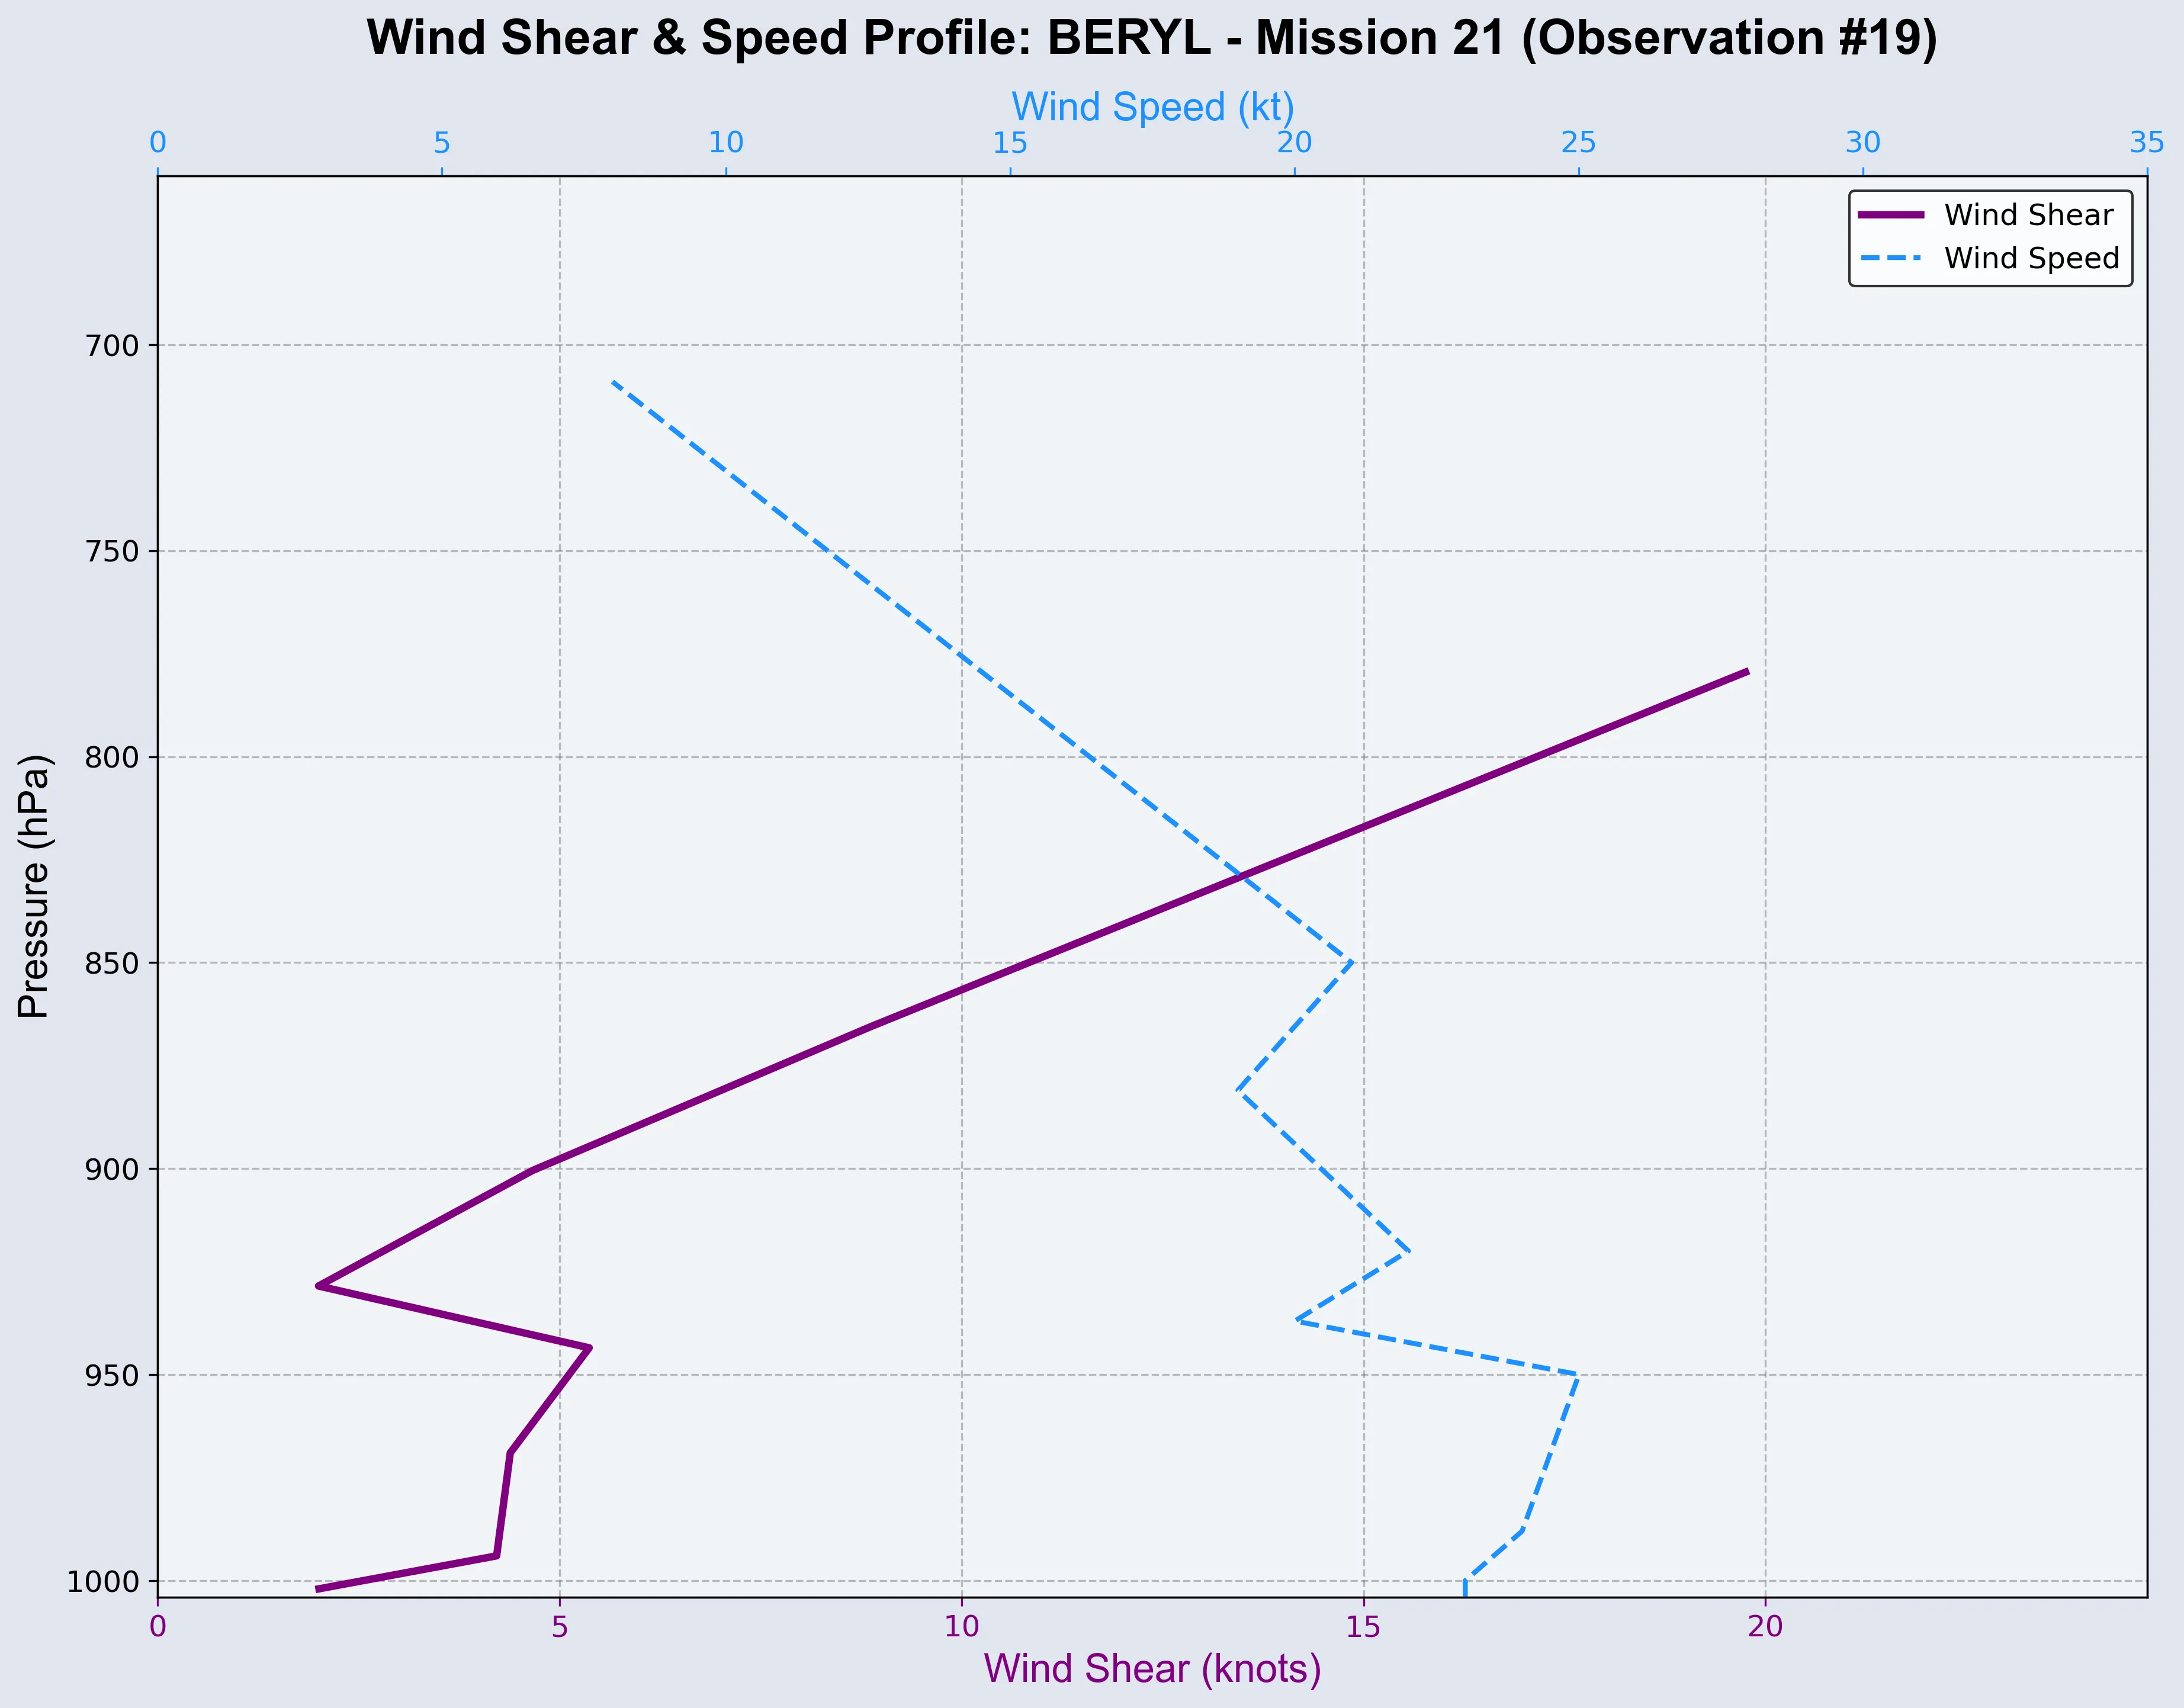 Wind Shear & Speed Profile: BERYL - Mission 21 (Observation #19)
Wind Speed (kt)
0 5 10 15 20 25 30 35
Wind Shear
Wind Speed
Pressure (hPa)
700
750
800
850
900
950
1000
0 5 10 15 20
Wind Shear (knots)